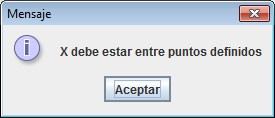 Mensaje
X debe estar entre puntos definidos
Aceptar